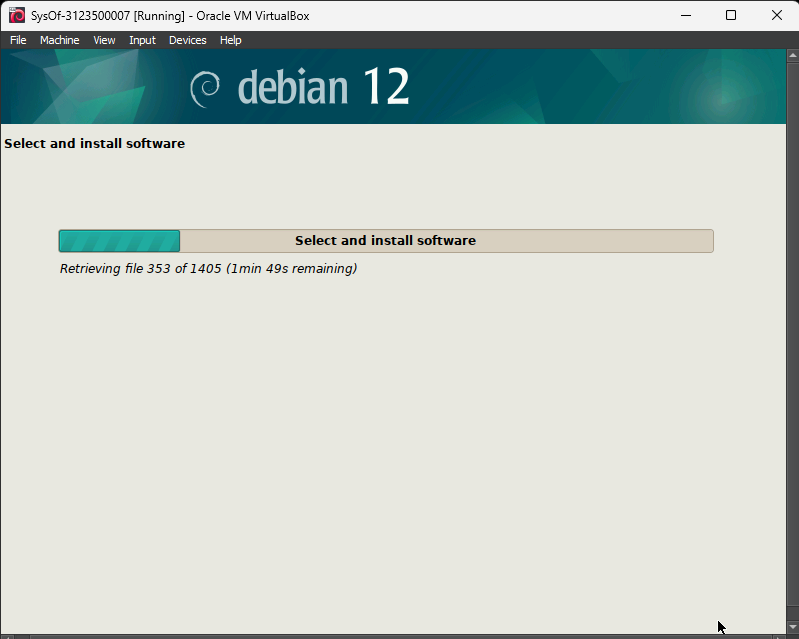 SysOf-3123500007 [Running] - Oracle VM VirtualBox
File Machine View Input Devices Help
debian 12
Select and install software
Select and install software
Retrieving file 353 of 1405 (1min 49s remaining)